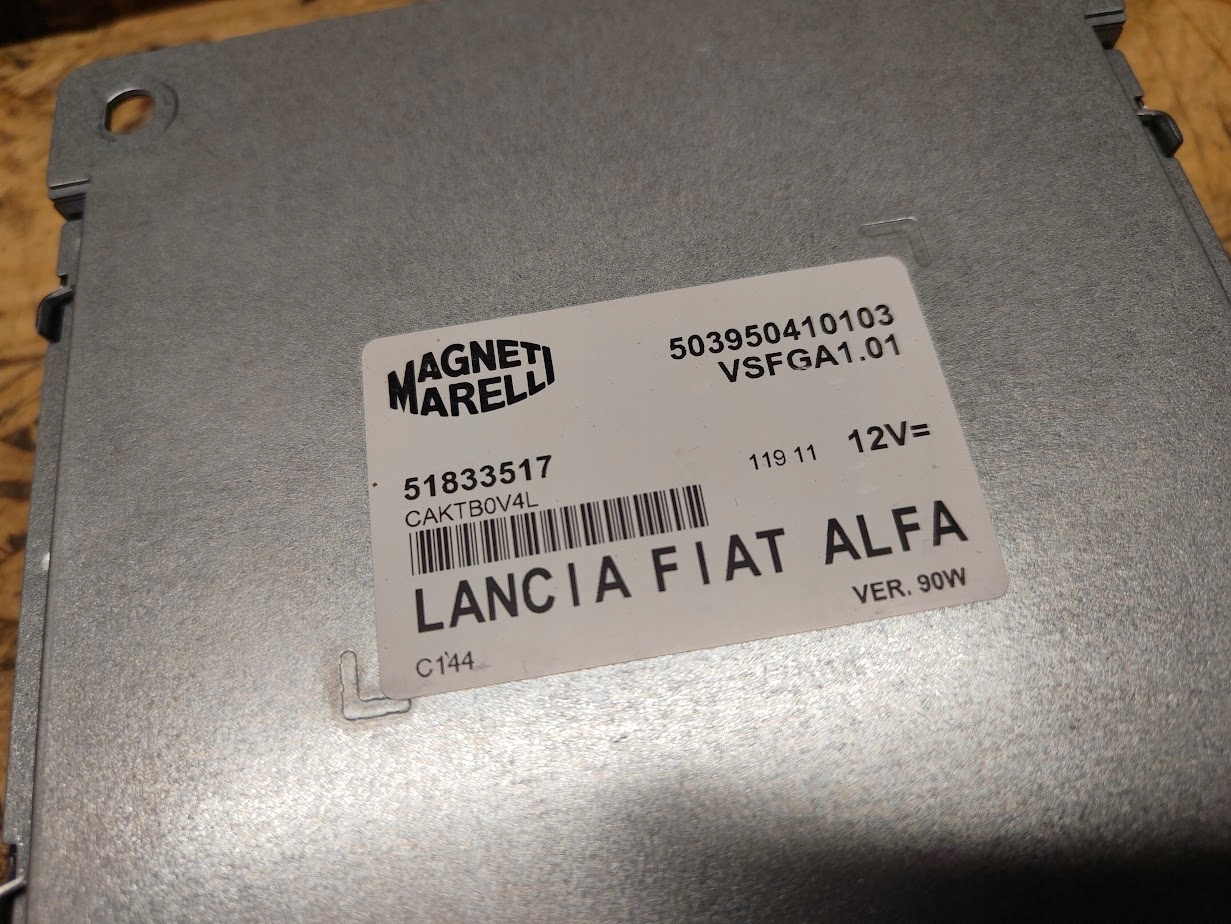 MAGNETI
MARELLI
503950410103
VSFGA1.01
51833517
119 11 12V=
CAKTB0V4L
LANCIA FIAT ALFA
VER. 90W
C144